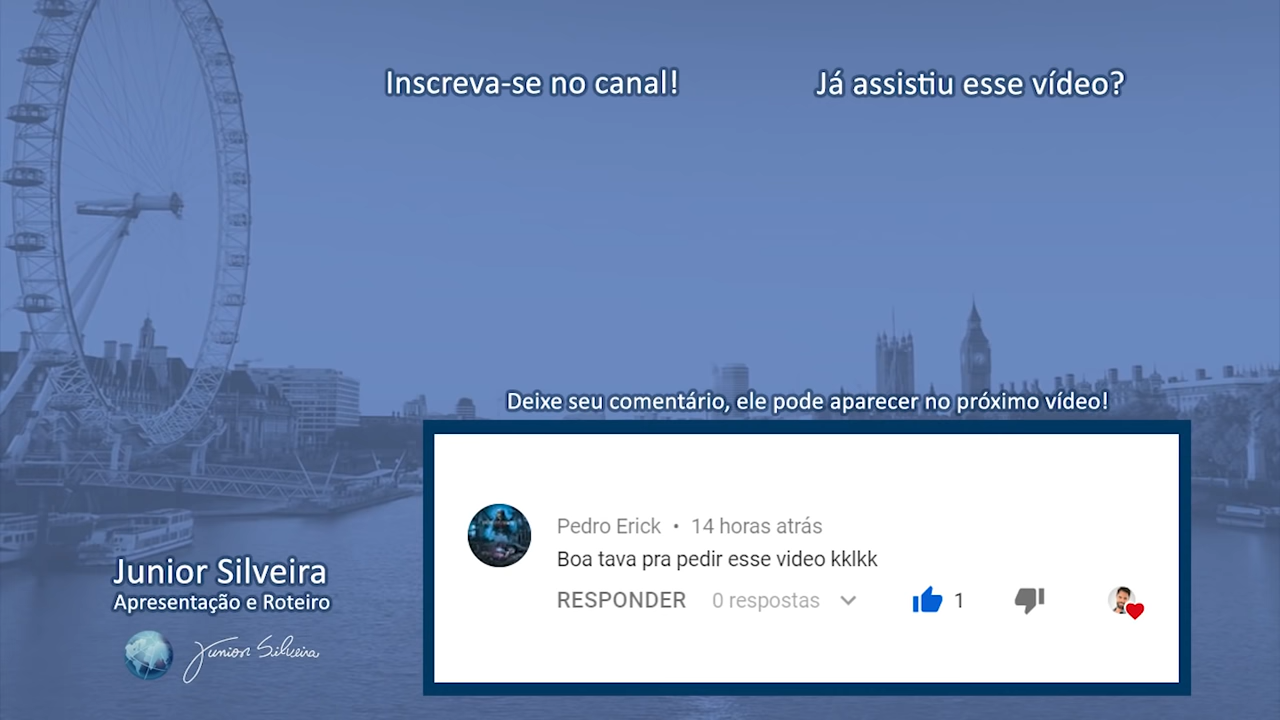 Inscreva-se no canal!
Já assistiu esse vídeo?
Deixe seu comentário, ele pode aparecer no próximo vídeo!
Pedro Erick • 14 horas atrás
Boa tava pra pedir esse video kklkk
RESPONDER 0 respostas 1
Junior Silveira
Apresentação e Roteiro
Junior Silveira